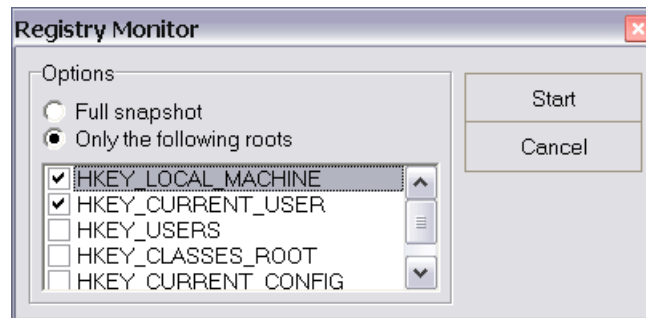 Registry Monitor
Options
Full snapshot
Only the following roots
HKEY_LOCAL_MACHINE
HKEY_CURRENT_USER
HKEY_USERS
HKEY_CLASSES_ROOT
HKEY_CURRENT_CONFIG
Start
Cancel